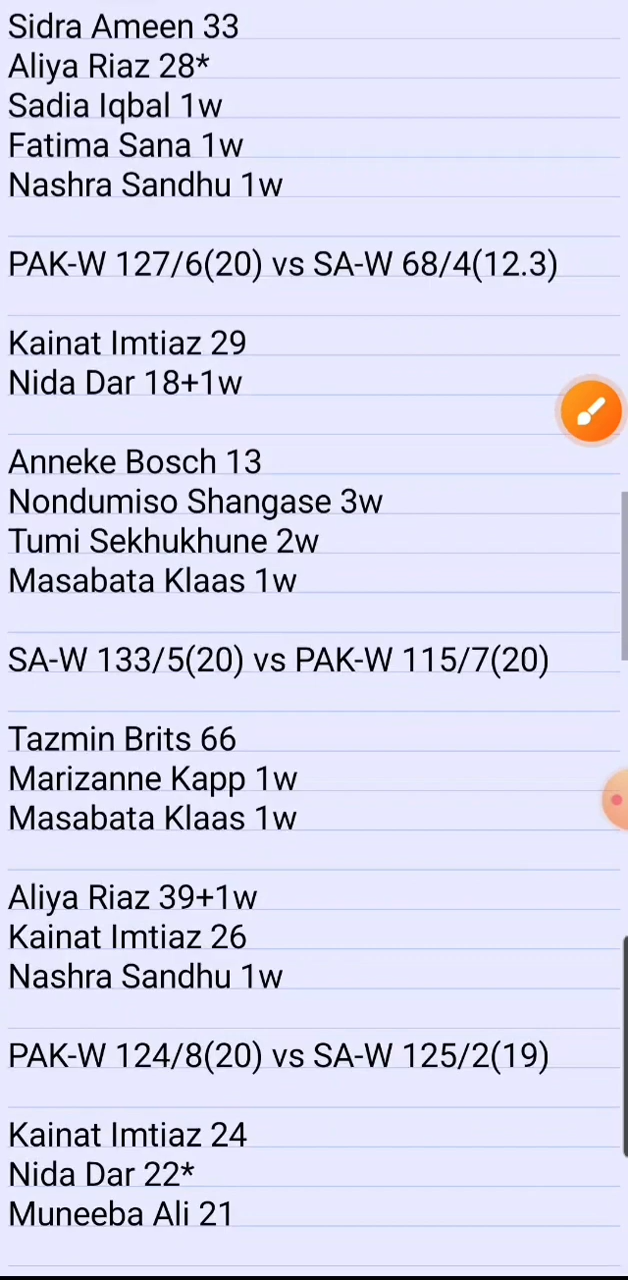 Sidra Ameen 33
Aliya Riaz 28*
Sadia Iqbal 1w
Fatima Sana 1w
Nashra Sandhu 1w
PAK-W 127/6(20) vs SA-W 68/4(12.3)
Kainat Imtiaz 29
Nida Dar 18+1w
Anneke Bosch 13
Nondumiso Shangase 3w
Tumi Sekhukhune 2w
Masabata Klaas 1w
SA-W 133/5(20) vs PAK-W 115/7(20)
Tazmin Brits 66
Marizanne Kapp 1w
Masabata Klaas 1w
Aliya Riaz 39+1w
Kainat Imtiaz 26
Nashra Sandhu 1w
PAK-W 124/8(20) vs SA-W 125/2(19)
Kainat Imtiaz 24
Nida Dar 22*
Muneeba Ali 21